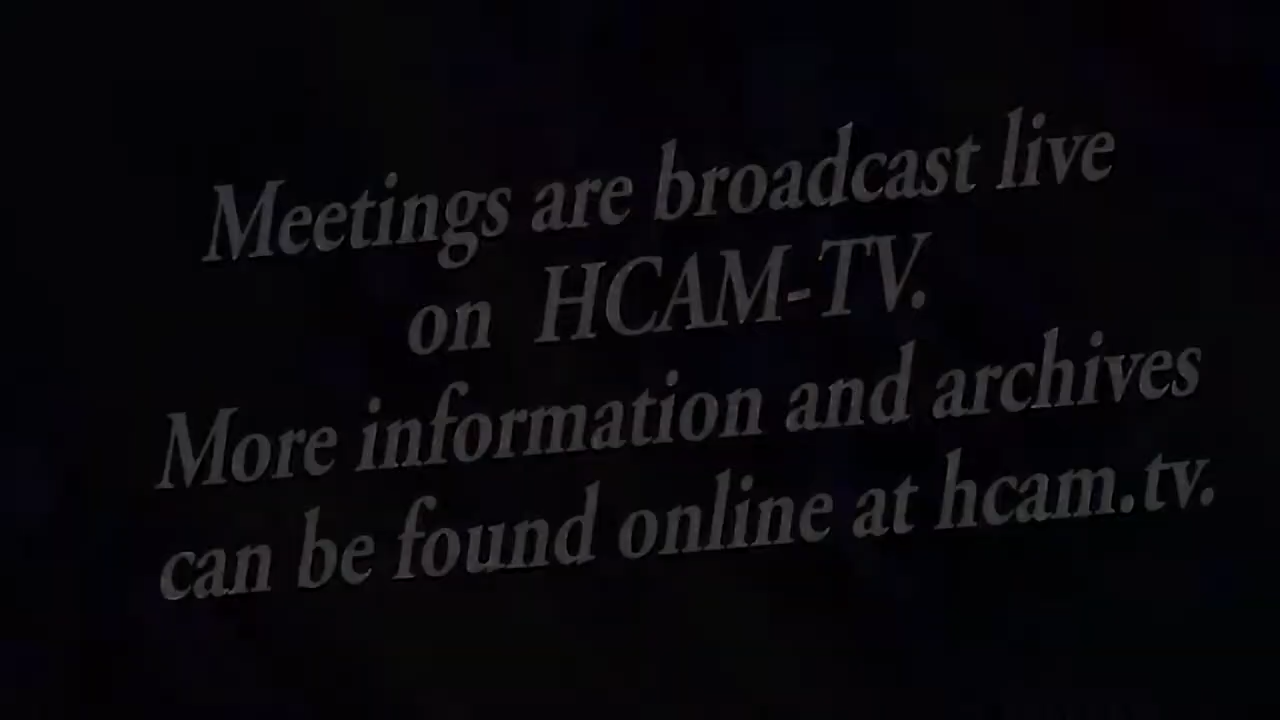 Meetings are broadcast live
on HCAM-TV.
More information and archives
can be found online at hcam.tv.